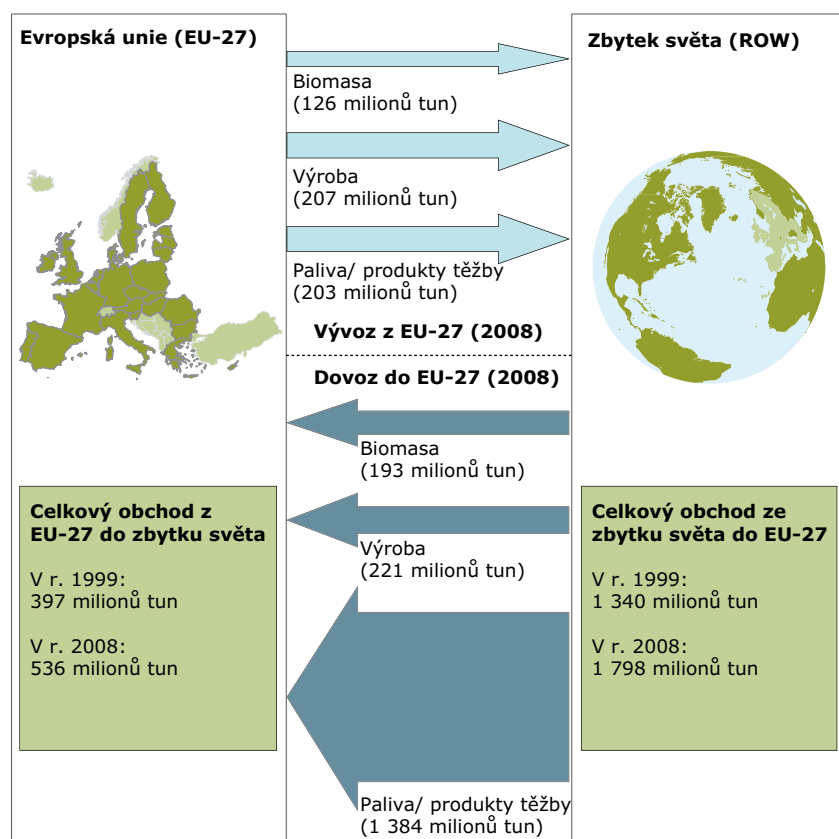 Evropská unie (EU-27)
Biomasa
(126 milionů tun)
Výroba
(207 milionů tun)
Paliva/ produkty těžby
(203 milionů tun)
Vývoz z EU-27 (2008)
Zbytek světa (ROW)
Dovoz do EU-27 (2008)
Biomasa
(193 milionů tun)
Výroba
(221 milionů tun)
Paliva/ produkty těžby
(1 384 milionů tun)
Celkový obchod z
EU-27 do zbytku světa
V r. 1999:
397 milionů tun
V r. 2008:
536 milionů tun
Celkový obchod ze
zbytku světa do EU-27
V r. 1999:
1 340 milionů tun
V r. 2008:
1 798 milionů tun